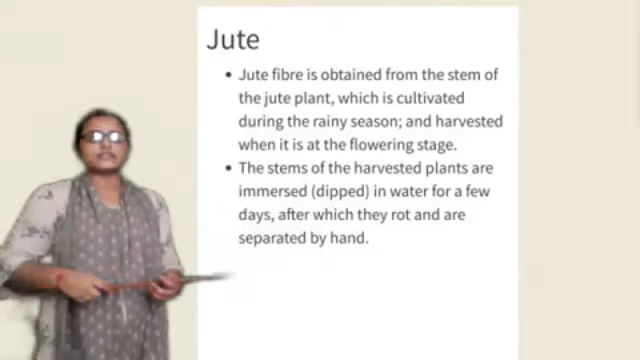 Jute
• Jute fibre is obtained from the stem of
the jute plant, which is cultivated
during the rainy season; and harvested
when it is at the flowering stage.
• The stems of the harvested plants are
immersed (dipped) in water for a few
days, after which they rot and are
separated by hand.